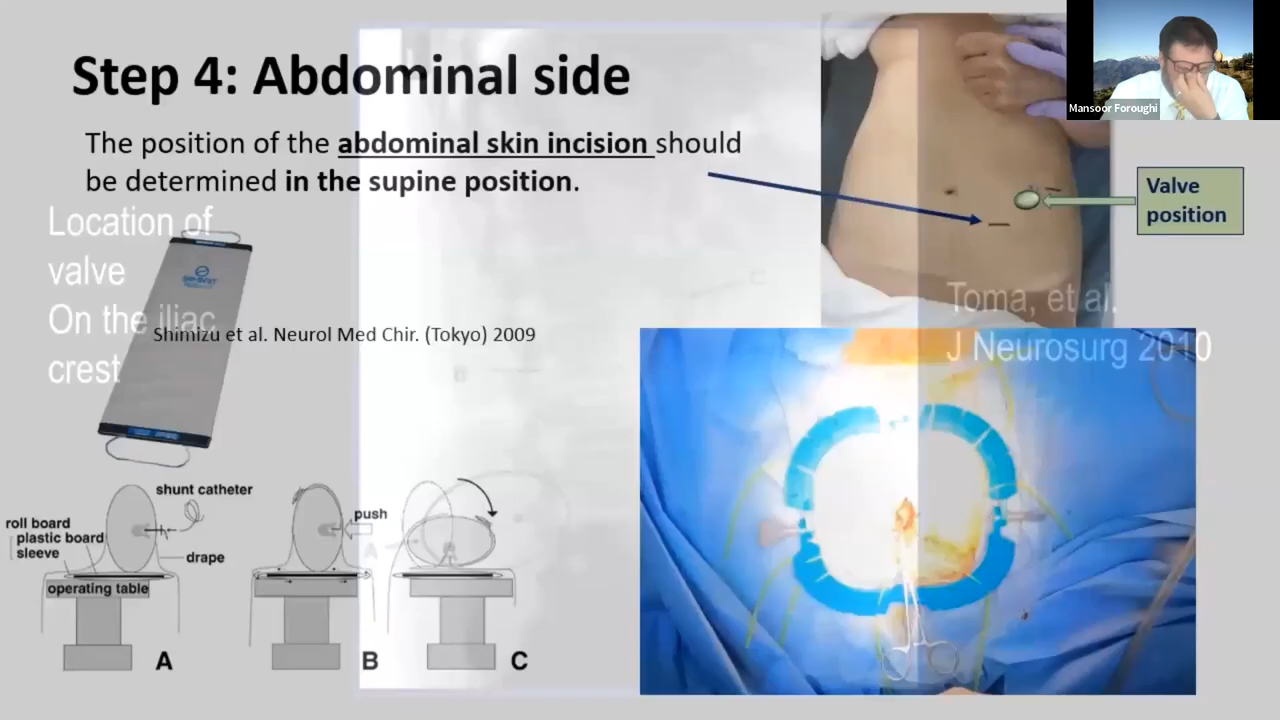 Step 4: Abdominal side
The position of the abdominal skin incision should
be determined in the supine position.
Mansoor Foroughi
Valve
position
Location of
valve
On the iliac
crest
Shimizu et al. Neurol Med Chir. (Tokyo) 2009
Toma, et al.
J Neurosurg 2010
shunt catheter
roll board
plastic board
sleeve
drape
operating table
push
A
B
C